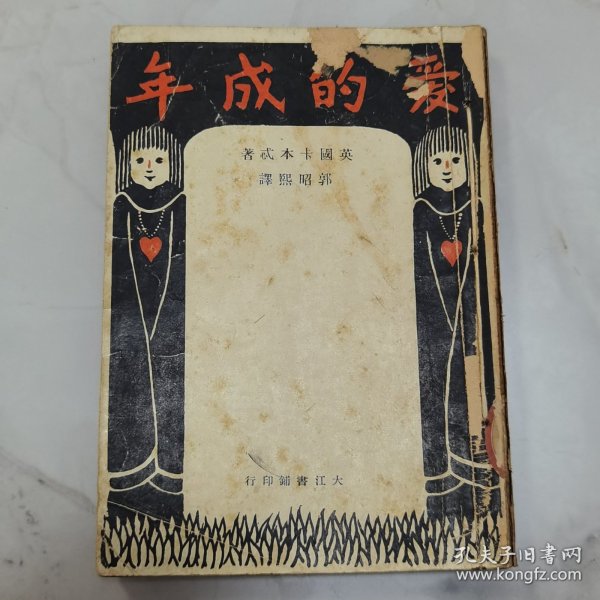 愛的成年
英國卡本忒著
郭昭熙譯
大江書鋪印行
孔夫子旧书网
www.kongfz.com